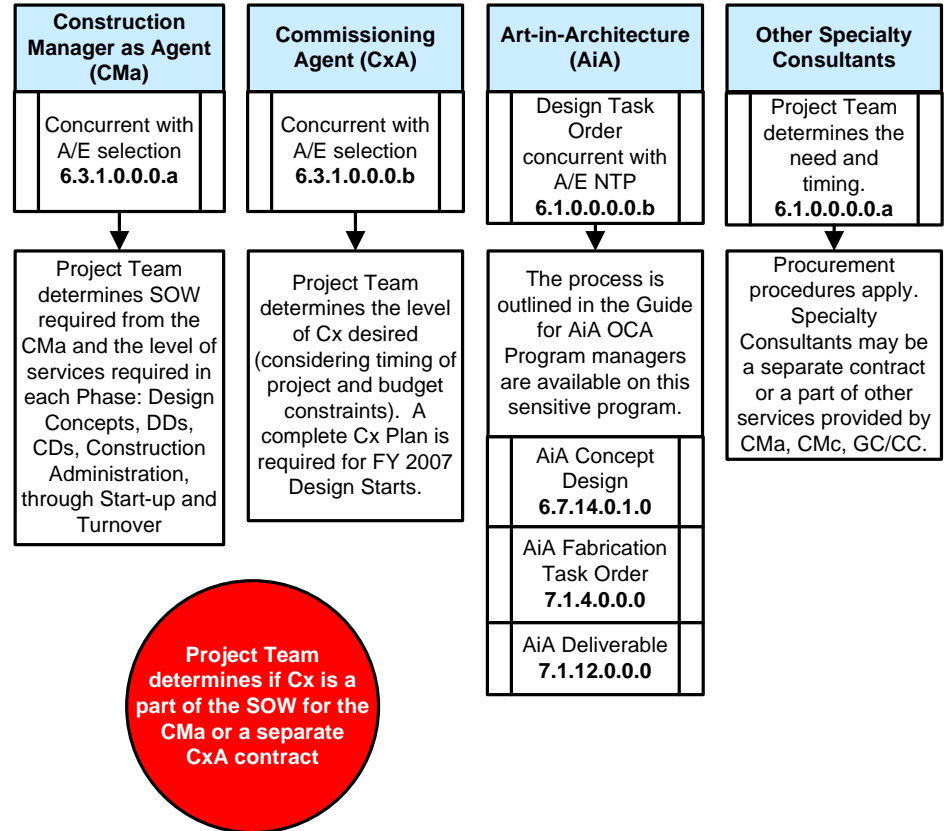 Construction
Manager as Agent
(CMa)
Concurrent with
A/E selection
6.3.1.0.0.0.a
Project Team
determines SOW
required from the
CMa and the level of
services required in
each Phase: Design
Concepts, DDs,
CDs, Construction
Administration,
through Start-up and
Turnover
Commissioning
Agent (CxA)
Concurrent with
A/E selection
6.3.1.0.0.0.b
Project Team
determines the level
of Cx desired
(considering timing of
project and budget
constraints). A
complete Cx Plan is
required for FY 2007
Design Starts.
Art-in-Architecture
(AiA)
Design Task
Order
concurrent with
A/E NTP
6.1.0.0.0.0.b
The process is
outlined in the Guide
for AiA OCA
Program managers
are available on this
sensitive program.
AiA Concept
Design
6.7.14.0.1.0
AiA Fabrication
Task Order
7.1.4.0.0.0
AiA Deliverable
7.1.12.0.0.0
Other Specialty
Consultants
Project Team
determines the
need and
timing.
6.1.0.0.0.0.a
Procurement
procedures apply.
Specialty
Consultants may be
a separate contract
or a part of other
services provided by
CMa, CMc, GC/CC.
Project Team
determines if Cx is a
part of the SOW for the
CMa or a separate
CxA contract